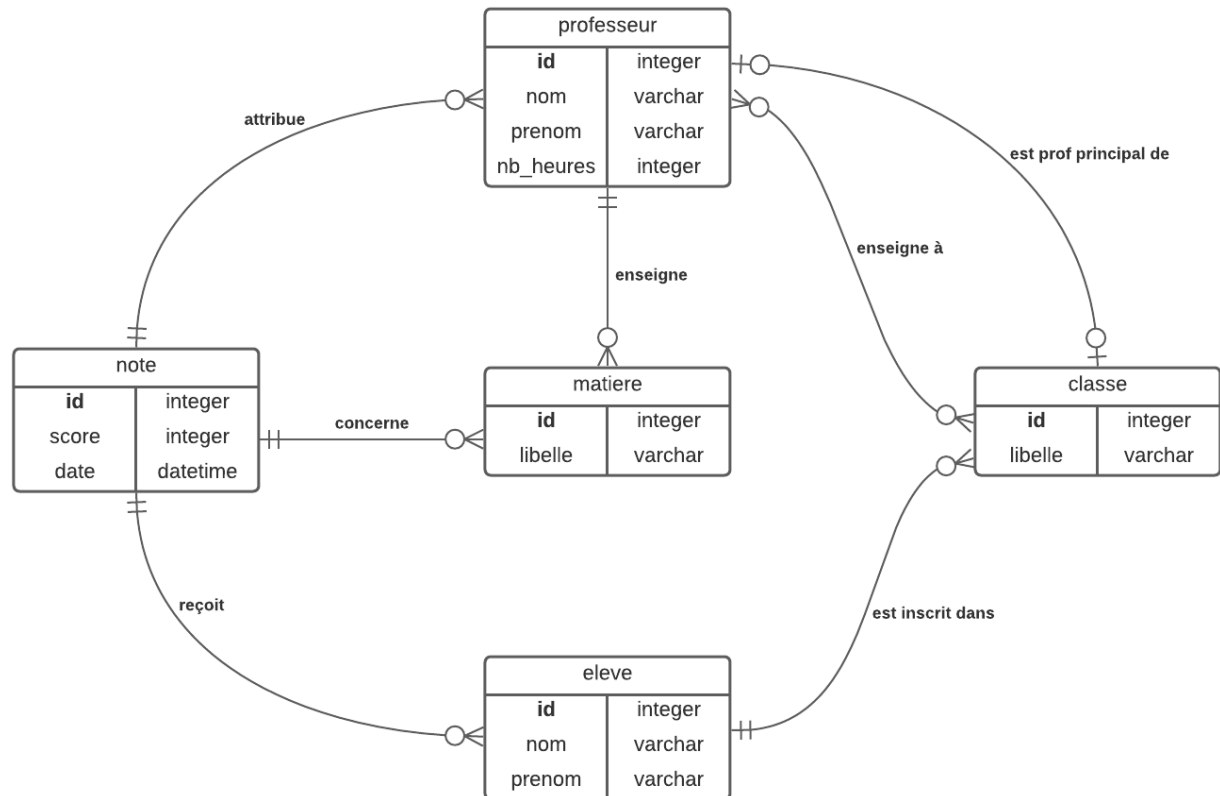 professeur
id integer
nom varchar
prenom varchar
nb_heures integer
attribue
est prof principal de
enseigne à
enseigne
note
id integer
score integer
date datetime
concerne
matiere
id integer
libelle varchar
classe
id integer
libelle varchar
reçoit
est inscrit dans
eleve
id integer
nom varchar
prenom varchar